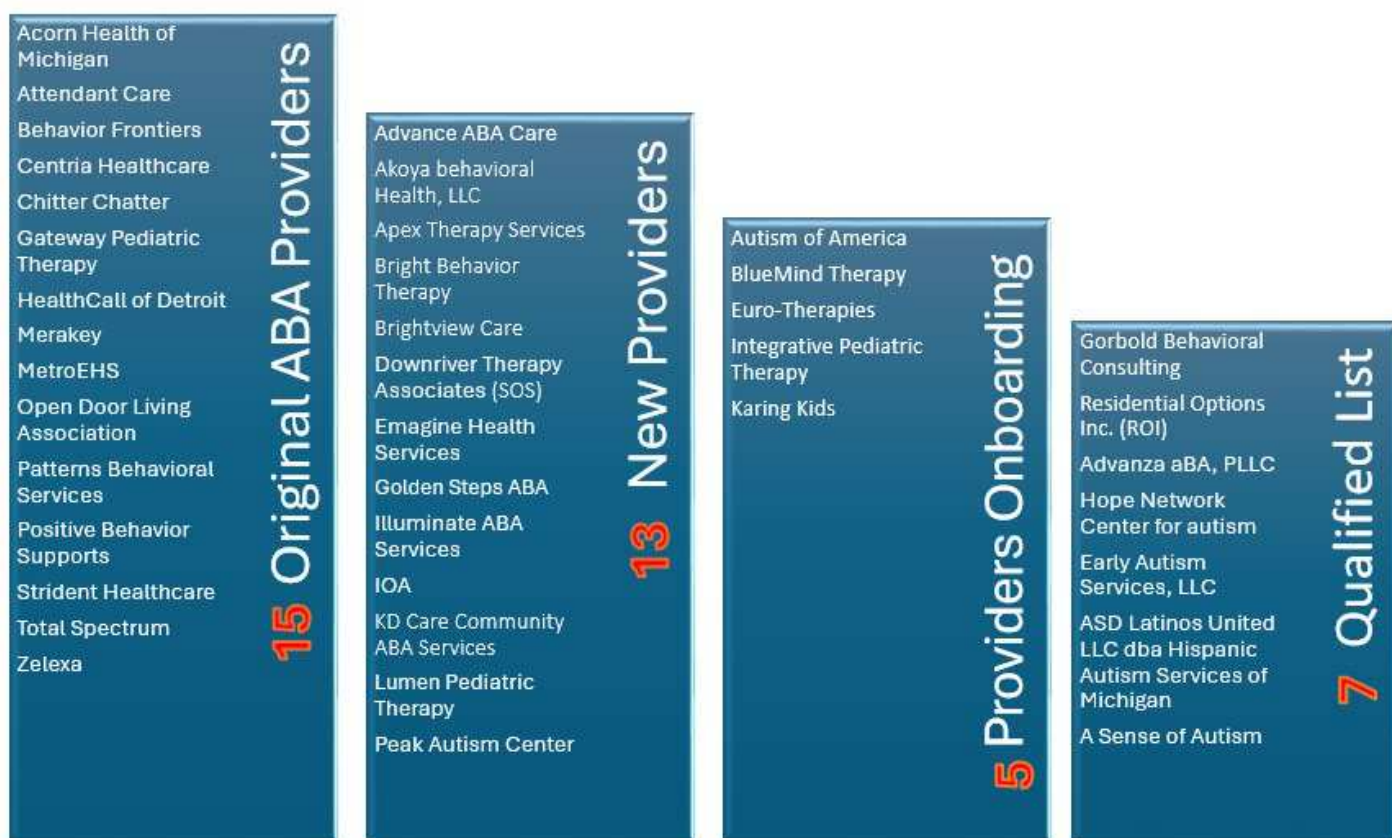 Acorn Health of
Michigan
Attendant Care
Behavior Frontiers
Centria Healthcare
Chitter Chatter
Gateway Pediatric
Therapy
HealthCall of Detroit
Merakey
MetroEHS
Open Door Living
Association
Patterns Behavioral
Services
Positive Behavior
Supports
Strident Healthcare
Total Spectrum
Zelexa
15 Original ABA Providers
Advance ABA Care
Akoya behavioral
Health, LLC
Apex Therapy Services
Bright Behavior
Therapy
Brightview Care
Downriver Therapy
Associates (SOS)
Emagine Health
Services
Golden Steps ABA
Illuminate ABA
Services
IOA
KD Care Community
ABA Services
Lumen Pediatric
Therapy
Peak Autism Center
13 New Providers
Autism of America
BlueMind Therapy
Euro-Therapies
Integrative Pediatric
Therapy
Karing Kids
5 Providers Onboarding
Gorbold Behavioral
Consulting
Residential Options
Inc. (ROI)
Advanza aBA, PLLC
Hope Network
Center for autism
Early Autism
Services, LLC
ASD Latinos United
LLC dba Hispanic
Autism Services of
Michigan
A Sense of Autism
7 Qualified List